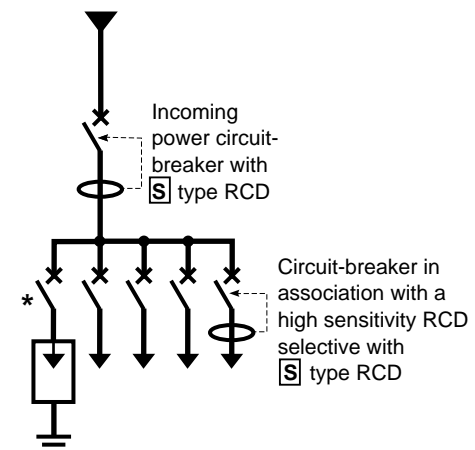 Incoming
power circuit-
breaker with
S type RCD
Circuit-breaker in
association with a
high sensitivity RCD
selective with
S type RCD
*